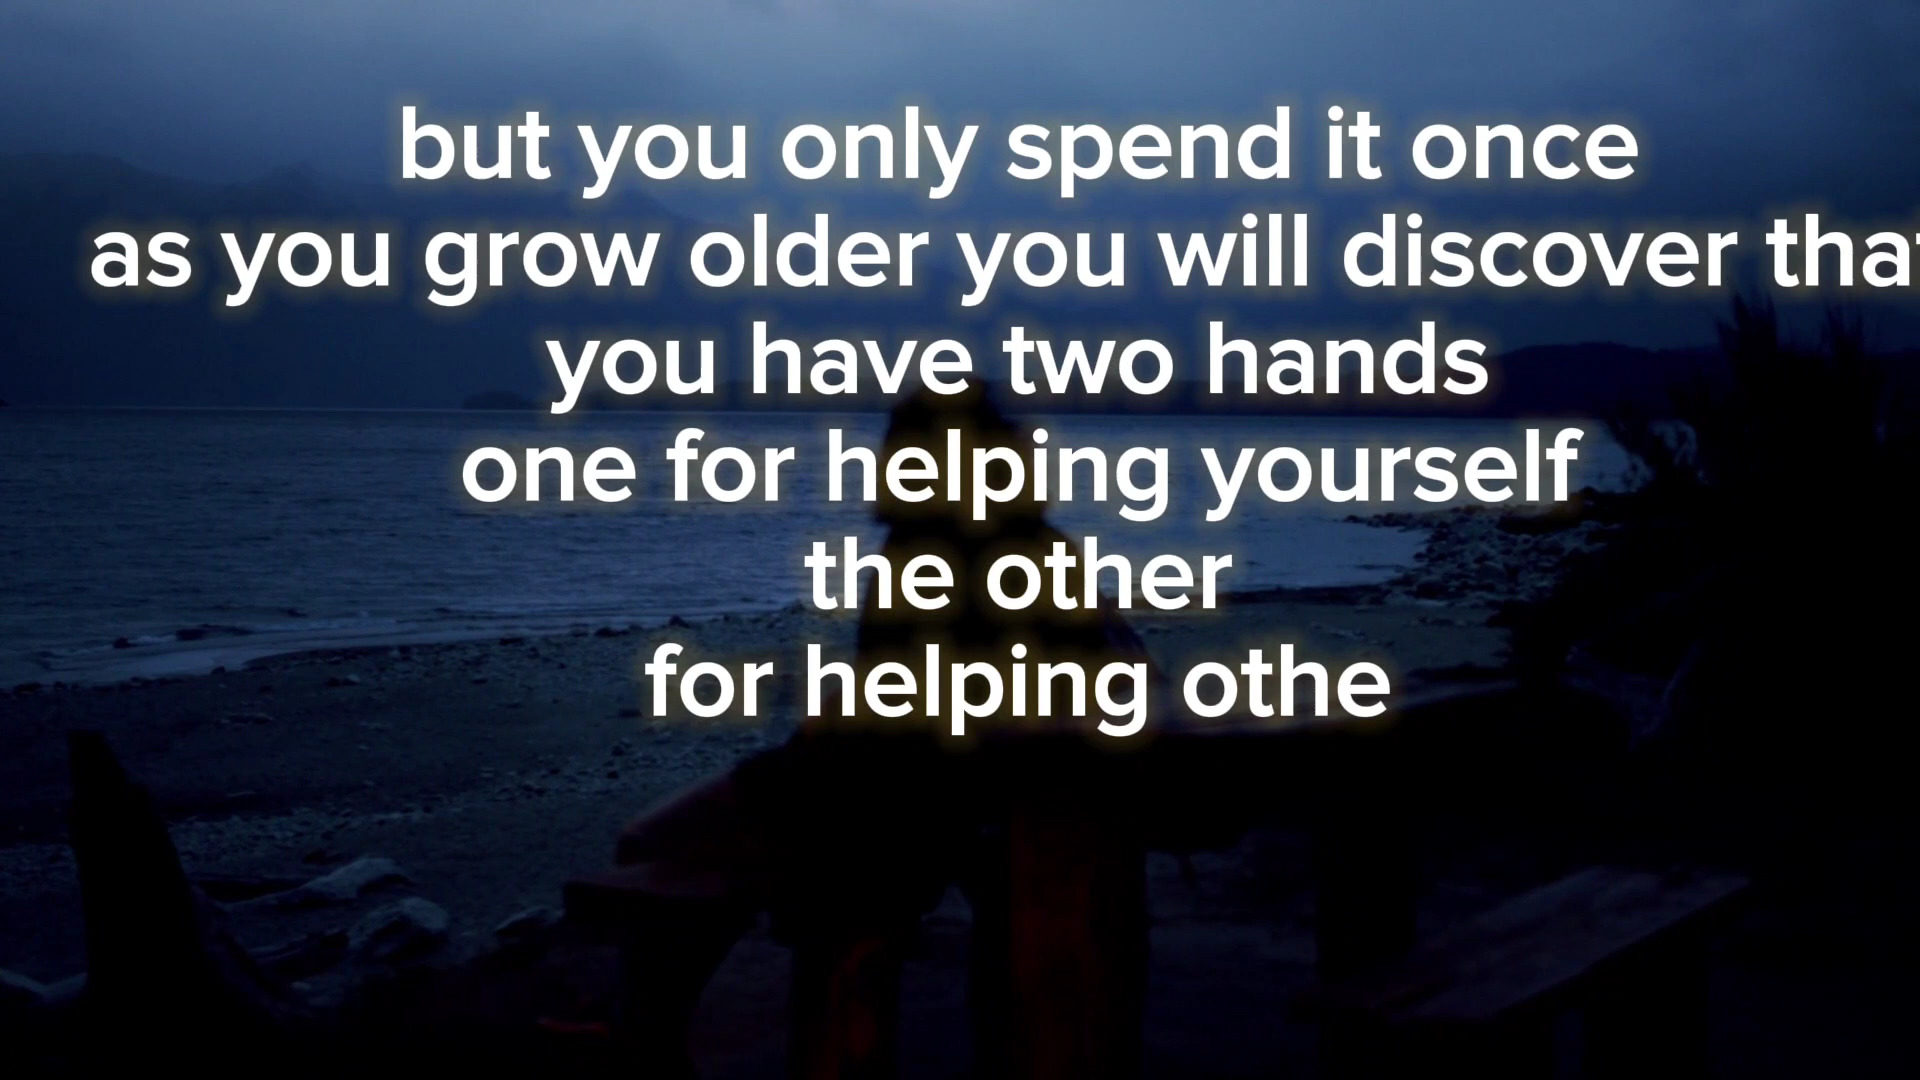 but you only spend it once
as you grow older you will discover that
you have two hands
one for helping yourself
the other
for helping othe